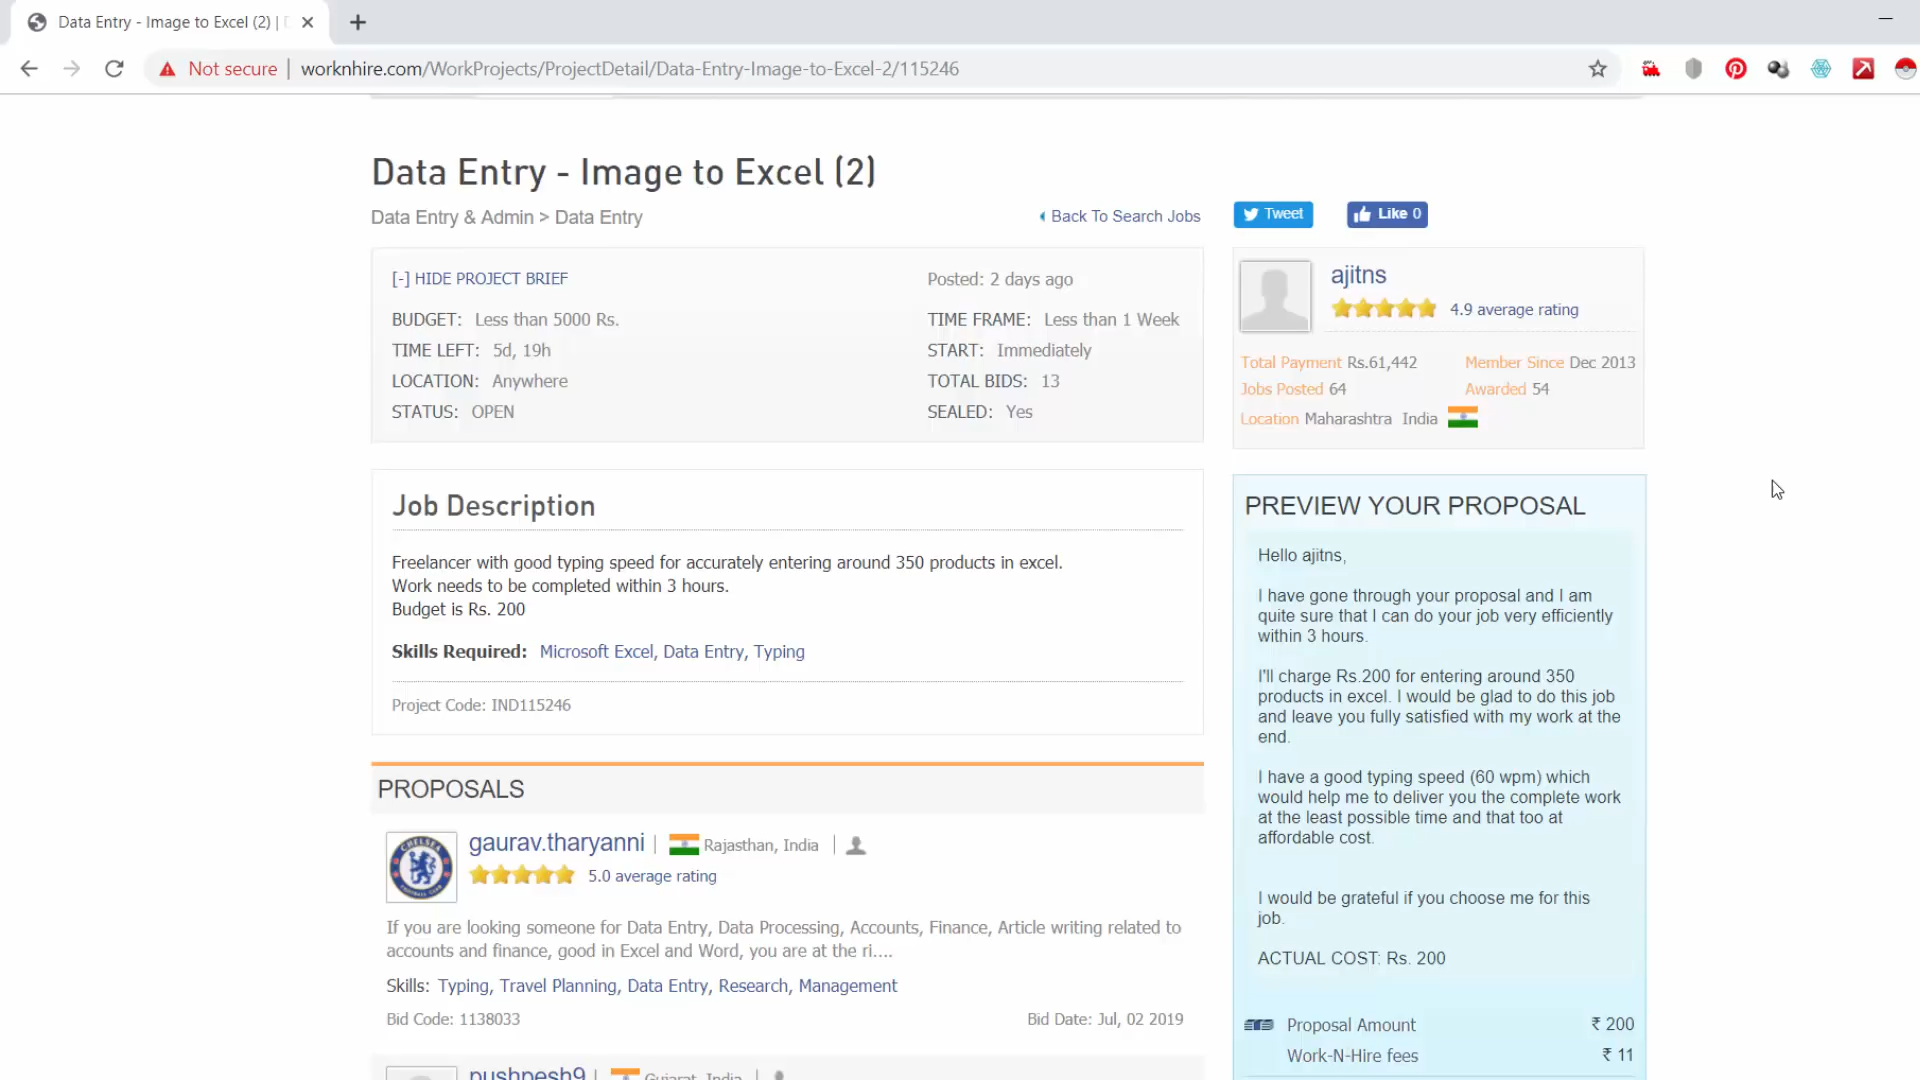 Data Entry - Image to Excel (2) |
Not secure | worknhire.com/WorkProjects/ProjectDetail/Data-Entry-Image-to-Excel-2/115246
Data Entry - Image to Excel (2)
Data Entry & Admin > Data Entry
Back To Search Jobs
Tweet
Like 0
[-] HIDE PROJECT BRIEF
Posted: 2 days ago
BUDGET: Less than 5000 Rs.
TIME FRAME: Less than 1 Week
TIME LEFT: 5d, 19h
START: Immediately
LOCATION: Anywhere
TOTAL BIDS: 13
STATUS: OPEN
SEALED: Yes
ajitns
4.9 average rating
Total Payment Rs.61,442
Member Since Dec 2013
Jobs Posted 64
Awarded 54
Location Maharashtra India
Job Description
Freelancer with good typing speed for accurately entering around 350 products in excel.
Work needs to be completed within 3 hours.
Budget is Rs. 200
Skills Required: Microsoft Excel, Data Entry, Typing
Project Code: IND115246
PROPOSALS
gaurav.tharyanni | Rajasthan, India |
5.0 average rating
CHELSEA
If you are looking someone for Data Entry, Data Processing, Accounts, Finance, Article writing related to
accounts and finance, good in Excel and Word, you are at the ri....
Skills: Typing, Travel Planning, Data Entry, Research, Management
Bid Code: 1138033
Bid Date: Jul, 02 2019
pushpesh9 | Gujarat, India |
PREVIEW YOUR PROPOSAL
Hello ajitns,
I have gone through your proposal and I am
quite sure that I can do your job very efficiently
within 3 hours.
I'll charge Rs.200 for entering around 350
products in excel. I would be glad to do this job
and leave you fully satisfied with my work at the
end.
I have a good typing speed (60 wpm) which
would help me to deliver you the complete work
at the least possible time and that too at
affordable cost.
I would be grateful if you choose me for this
job.
ACTUAL COST: Rs. 200
Proposal Amount ₹ 200
Work-N-Hire fees ₹ 11